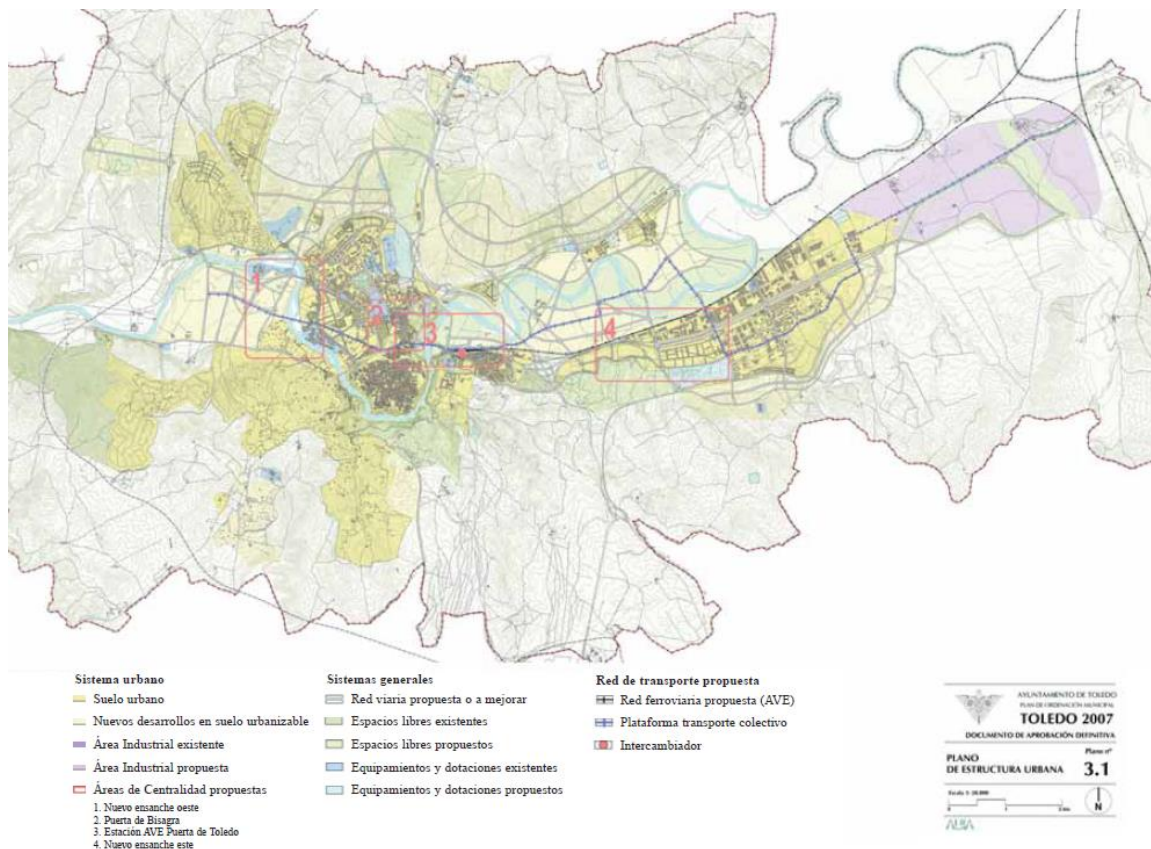 1
2
3
4
Sistema urbano
Suelo urbano
Nuevos desarrollos en suelo urbanizable
Área Industrial existente
Área Industrial propuesta
Áreas de Centralidad propuestas
1. Nuevo ensanche oeste
2. Puerta de Bisagra
3. Estación AVE Puerta de Toledo
4. Nuevo ensanche este
Sistemas generales
Red viaria propuesta o a mejorar
Espacios libres existentes
Espacios libres propuestos
Equipamientos y dotaciones existentes
Equipamientos y dotaciones propuestos
Red de transporte propuesta
Red ferroviaria propuesta (AVE)
Plataforma transporte colectivo
Intercambiador
AYUNTAMIENTO DE TOLEDO
PLAN DE ORDENACIÓN MUNICIPAL
TOLEDO 2007
DOCUMENTO DE APROBACIÓN DEFINITIVA
PLANO
DE ESTRUCTURA URBANA
Plano nº
3.1
N